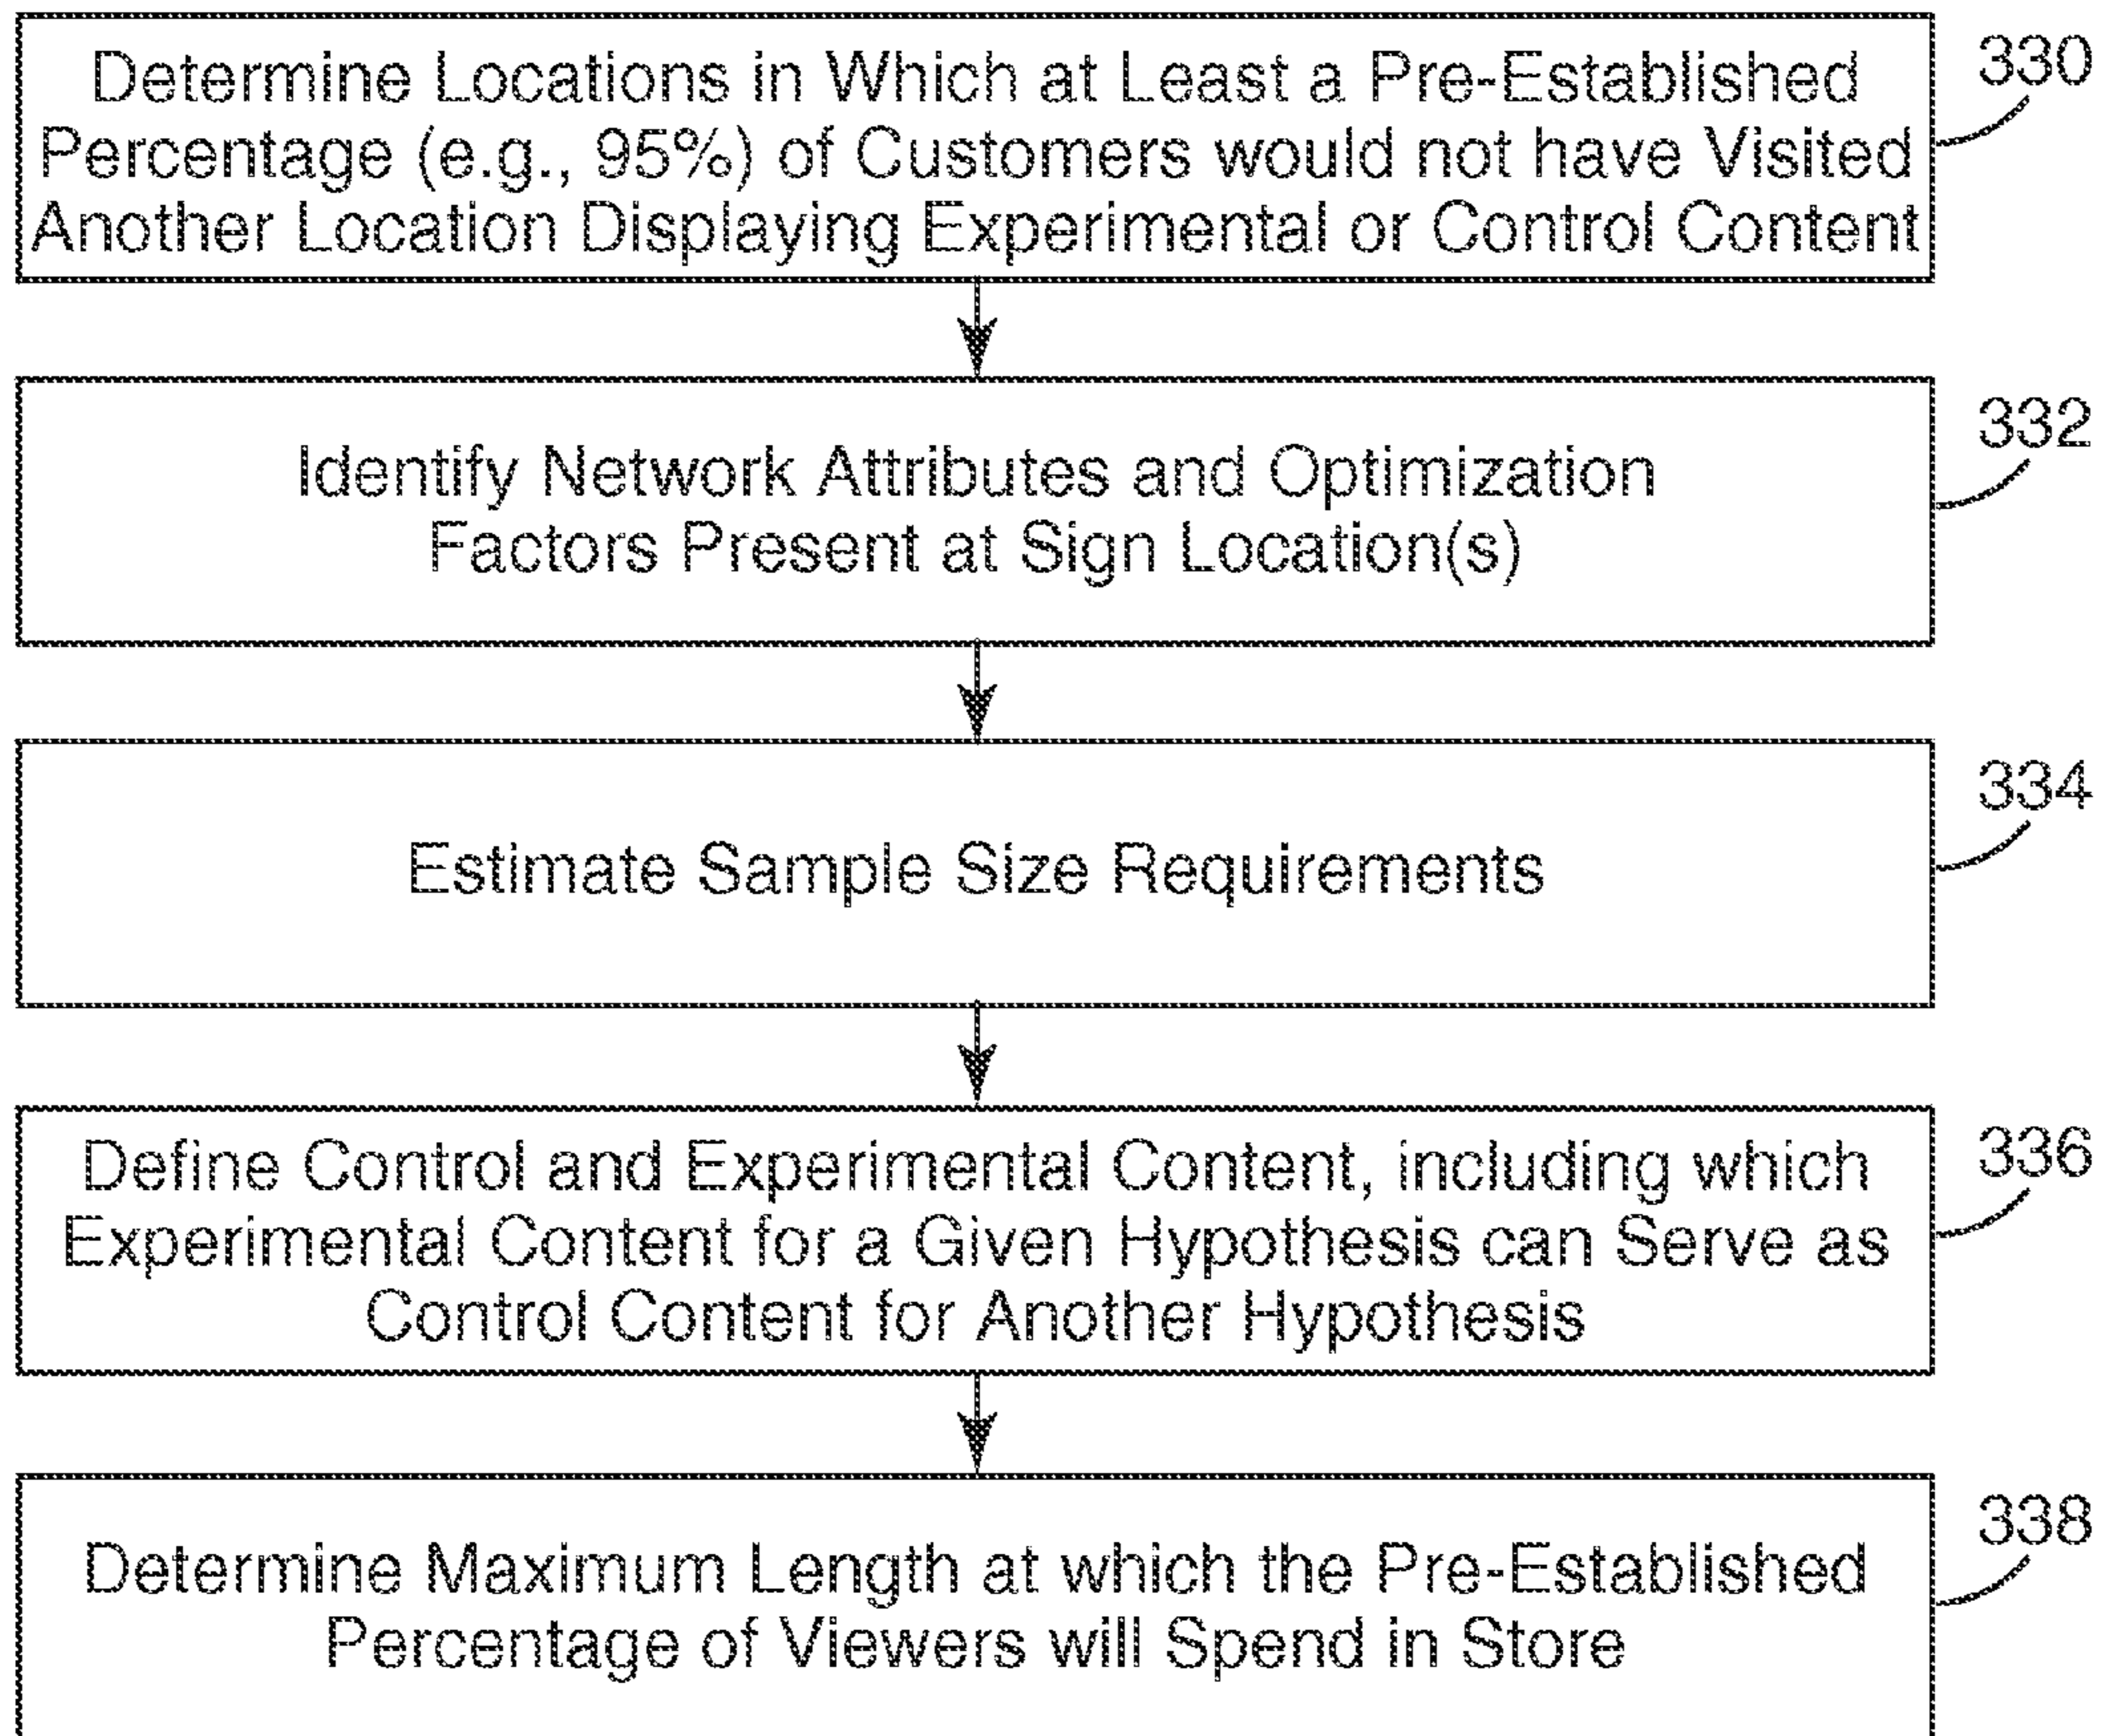 Determine Locations in Which at Least a Pre-Established
Percentage (e.g., 95%) of Customers would not have Visited
Another Location Displaying Experimental or Control Content
330
Identify Network Attributes and Optimization
Factors Present at Sign Location(s)
332
Estimate Sample Size Requirements
334
Define Control and Experimental Content, including which
Experimental Content for a Given Hypothesis can Serve as
Control Content for Another Hypothesis
336
Determine Maximum Length at which the Pre-Established
Percentage of Viewers will Spend in Store
338